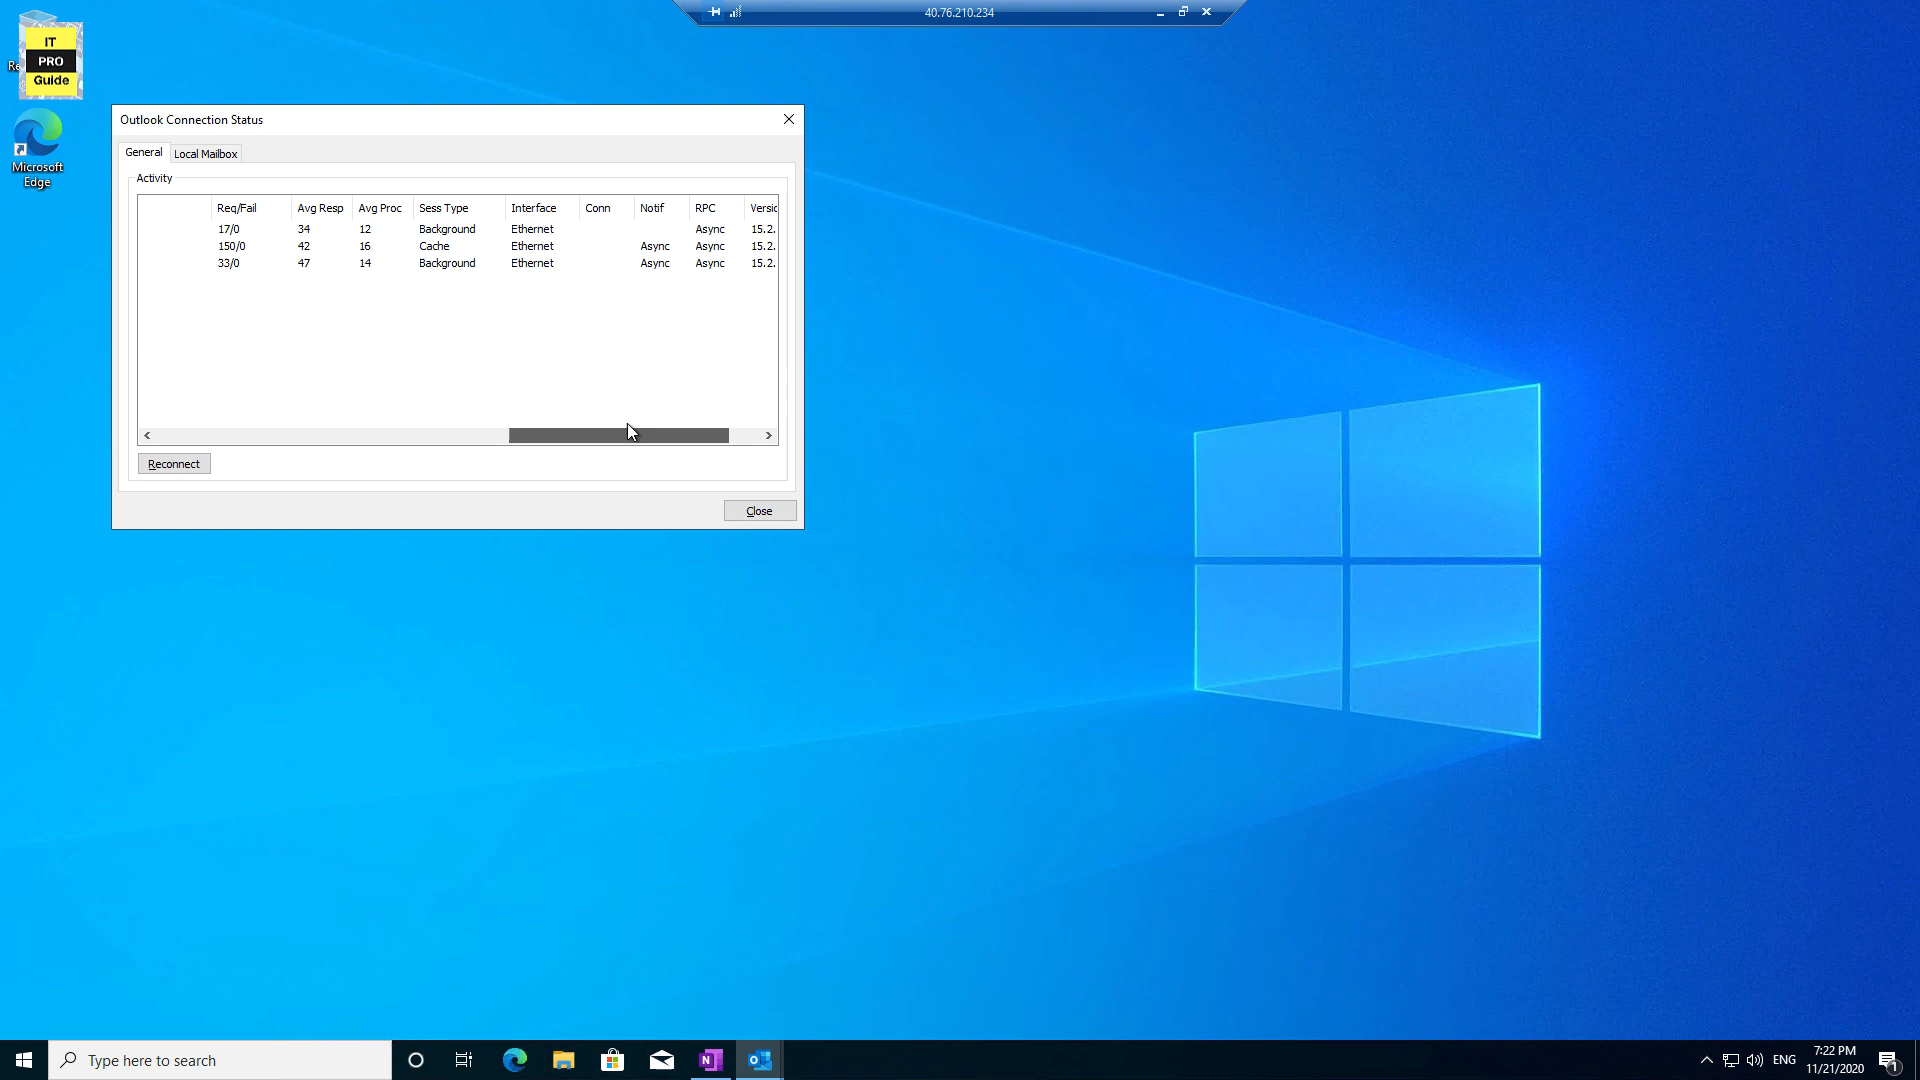 40.76.210.234
IT
PRO
Guide
Re
Microsoft
Edge
Outlook Connection Status
General Local Mailbox
Activity
Req/Fail Avg Resp Avg Proc Sess Type Interface Conn Notif RPC Versic
17/0 34 12 Background Ethernet Async 15.2.
150/0 42 16 Cache Ethernet Async Async 15.2.
33/0 47 14 Background Ethernet Async Async 15.2.
Reconnect
Close
Type here to search
ENG
7:22 PM
11/21/2020
1